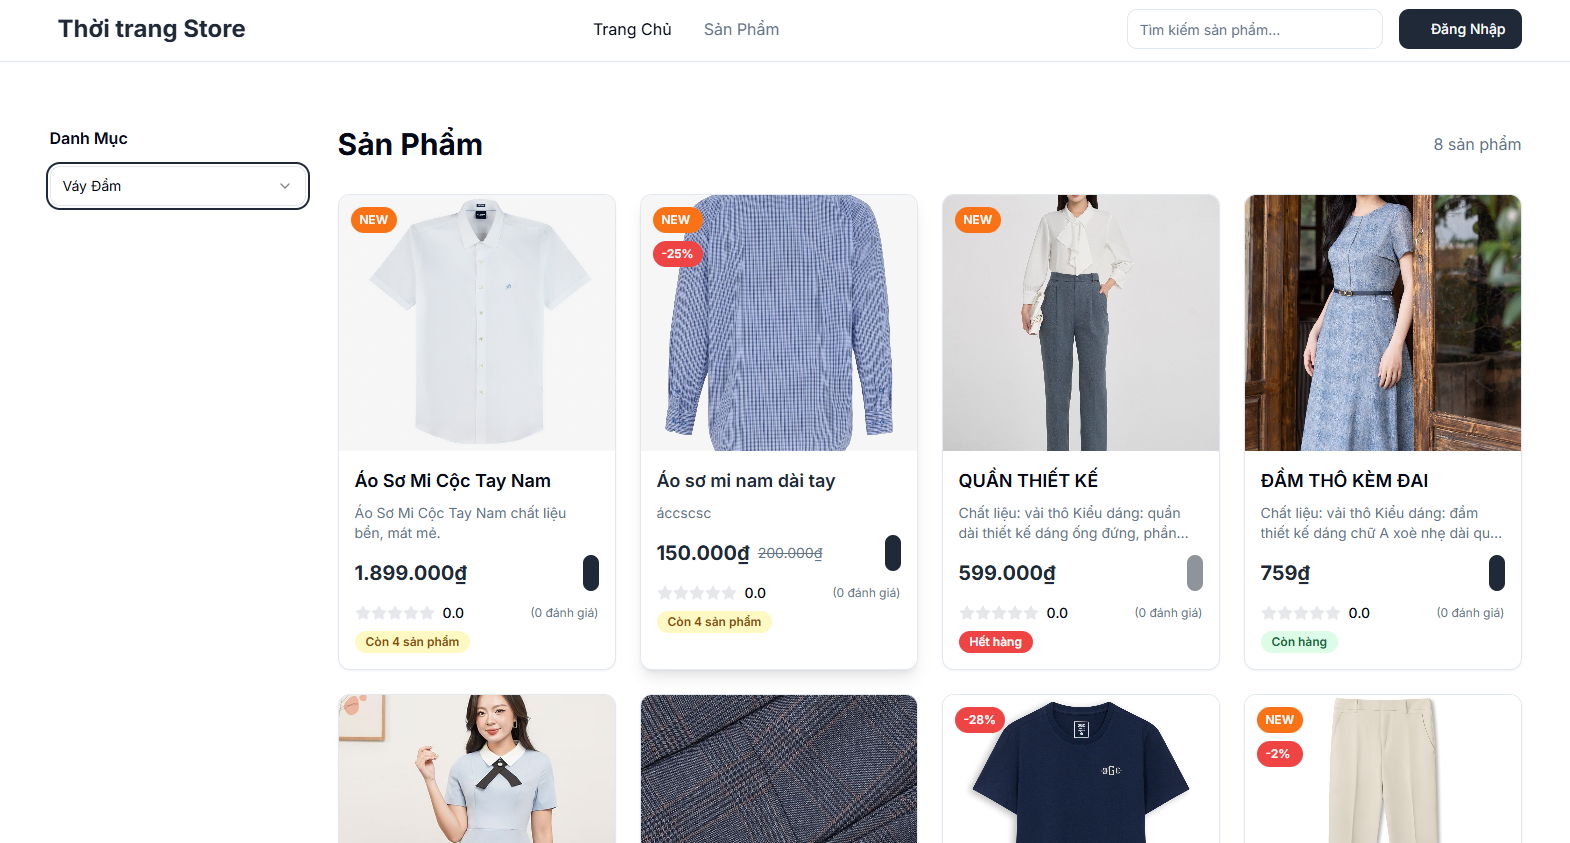 Thời trang Store
Trang Chủ
Sản Phẩm
Tìm kiếm sản phẩm...
Đăng Nhập
Danh Mục
Váy Đầm
Sản Phẩm
8 sản phẩm
NEW
Áo Sơ Mi Cộc Tay Nam
Áo Sơ Mi Cộc Tay Nam chất liệu
bền, mát mẻ.
1.899.000₫
0.0
(0 đánh giá)
Còn 4 sản phẩm
NEW
-25%
Áo sơ mi nam dài tay
áccscsc
150.000₫ 200.000₫
0.0
(0 đánh giá)
Còn 4 sản phẩm
NEW
QUẦN THIẾT KẾ
Chất liệu: vải thô Kiểu dáng: quần
dài thiết kế dáng ống đứng, phần...
599.000₫
0.0
(0 đánh giá)
Hết hàng
ĐẦM THÔ KÈM ĐAI
Chất liệu: vải thô Kiểu dáng: đầm
thiết kế dáng chữ A xoè nhẹ dài qu...
759₫
0.0
(0 đánh giá)
Còn hàng
-28%
NEW
-2%